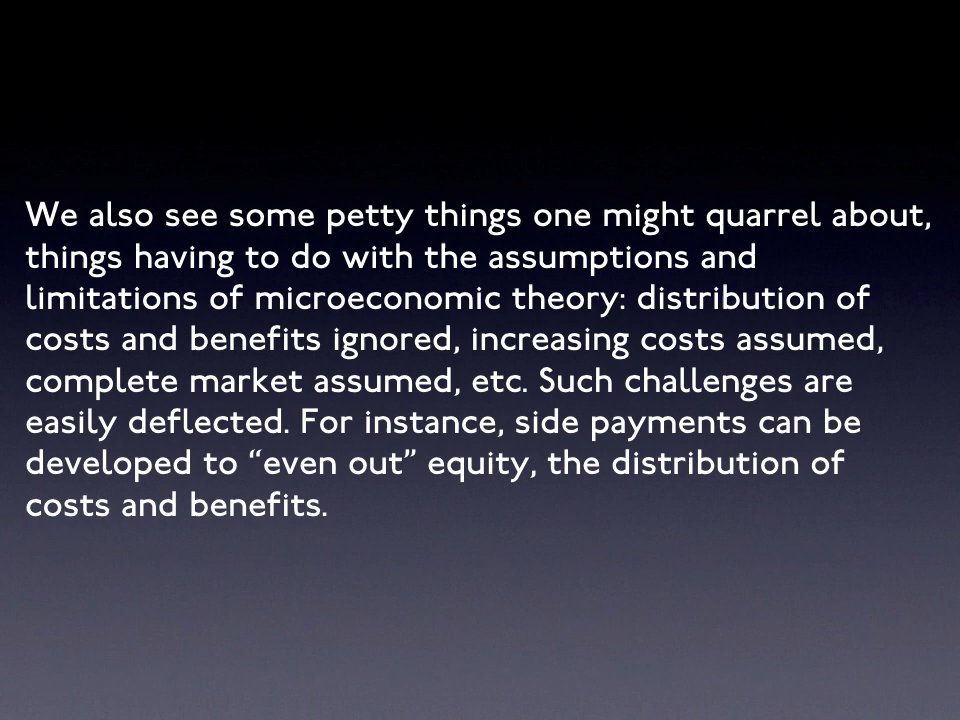 We also see some petty things one might quarrel about,
things having to do with the assumptions and
limitations of microeconomic theory: distribution of
costs and benefits ignored, increasing costs assumed,
complete market assumed, etc. Such challenges are
easily deflected. For instance, side payments can be
developed to “even out” equity, the distribution of
costs and benefits.